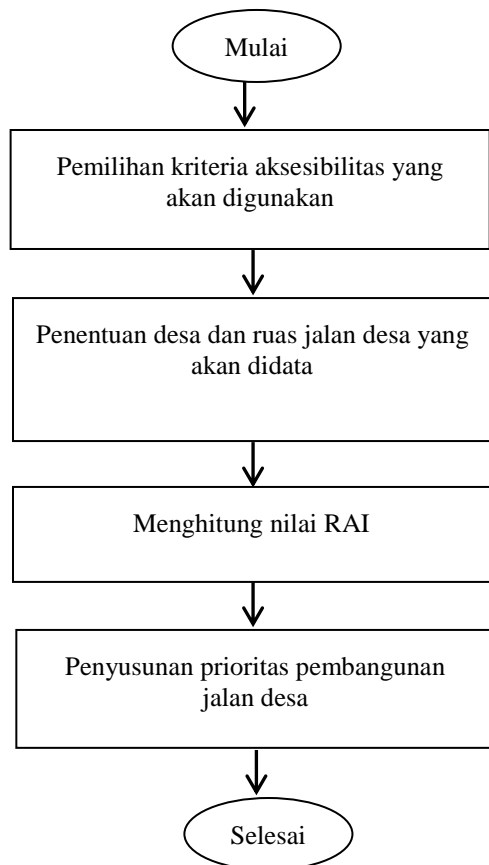 Mulai
Pemilihan kriteria aksesibilitas yang
akan digunakan
Penentuan desa dan ruas jalan desa yang
akan didata
Menghitung nilai RAI
Penyusunan prioritas pembangunan
jalan desa
Selesai